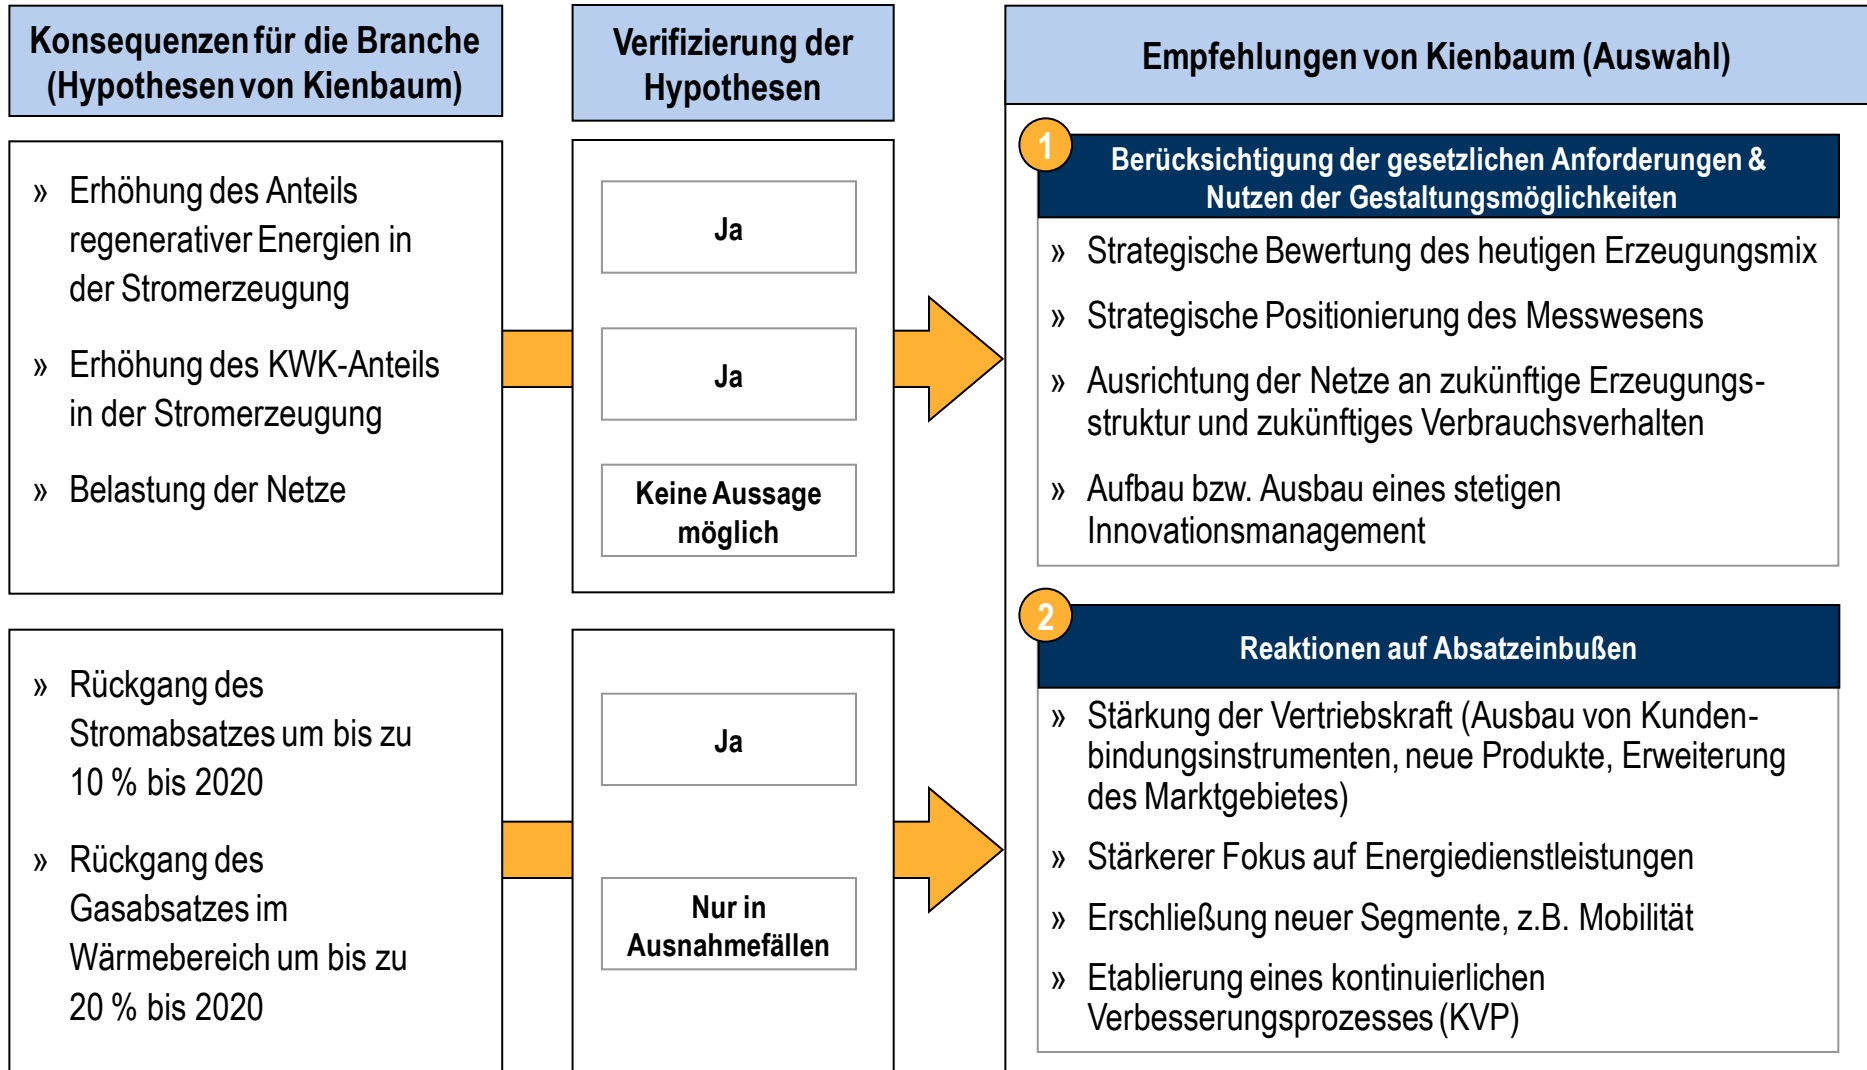 Konsequenzen für die Branche
(Hypothesen von Kienbaum)
Verifizierung der
Hypothesen
Empfehlungen von Kienbaum (Auswahl)
» Erhöhung des Anteils
regenerativer Energien in
der Stromerzeugung
» Erhöhung des KWK-Anteils
in der Stromerzeugung
» Belastung der Netze
Ja
Ja
Keine Aussage
möglich
1
Berücksichtigung der gesetzlichen Anforderungen &
Nutzen der Gestaltungsmöglichkeiten
» Strategische Bewertung des heutigen Erzeugungsmix
» Strategische Positionierung des Messwesens
» Ausrichtung der Netze an zukünftige Erzeugungs-
struktur und zukünftiges Verbrauchsverhalten
» Aufbau bzw. Ausbau eines stetigen
Innovationsmanagement
» Rückgang des
Stromabsatzes um bis zu
10 % bis 2020
» Rückgang des
Gasabsatzes im
Wärmebereich um bis zu
20 % bis 2020
Ja
Nur in
Ausnahmefällen
2
Reaktionen auf Absatzeinbußen
» Stärkung der Vertriebskraft (Ausbau von Kunden-
bindungsinstrumenten, neue Produkte, Erweiterung
des Marktgebietes)
» Stärkerer Fokus auf Energiedienstleistungen
» Erschließung neuer Segmente, z.B. Mobilität
» Etablierung eines kontinuierlichen
Verbesserungsprozesses (KVP)